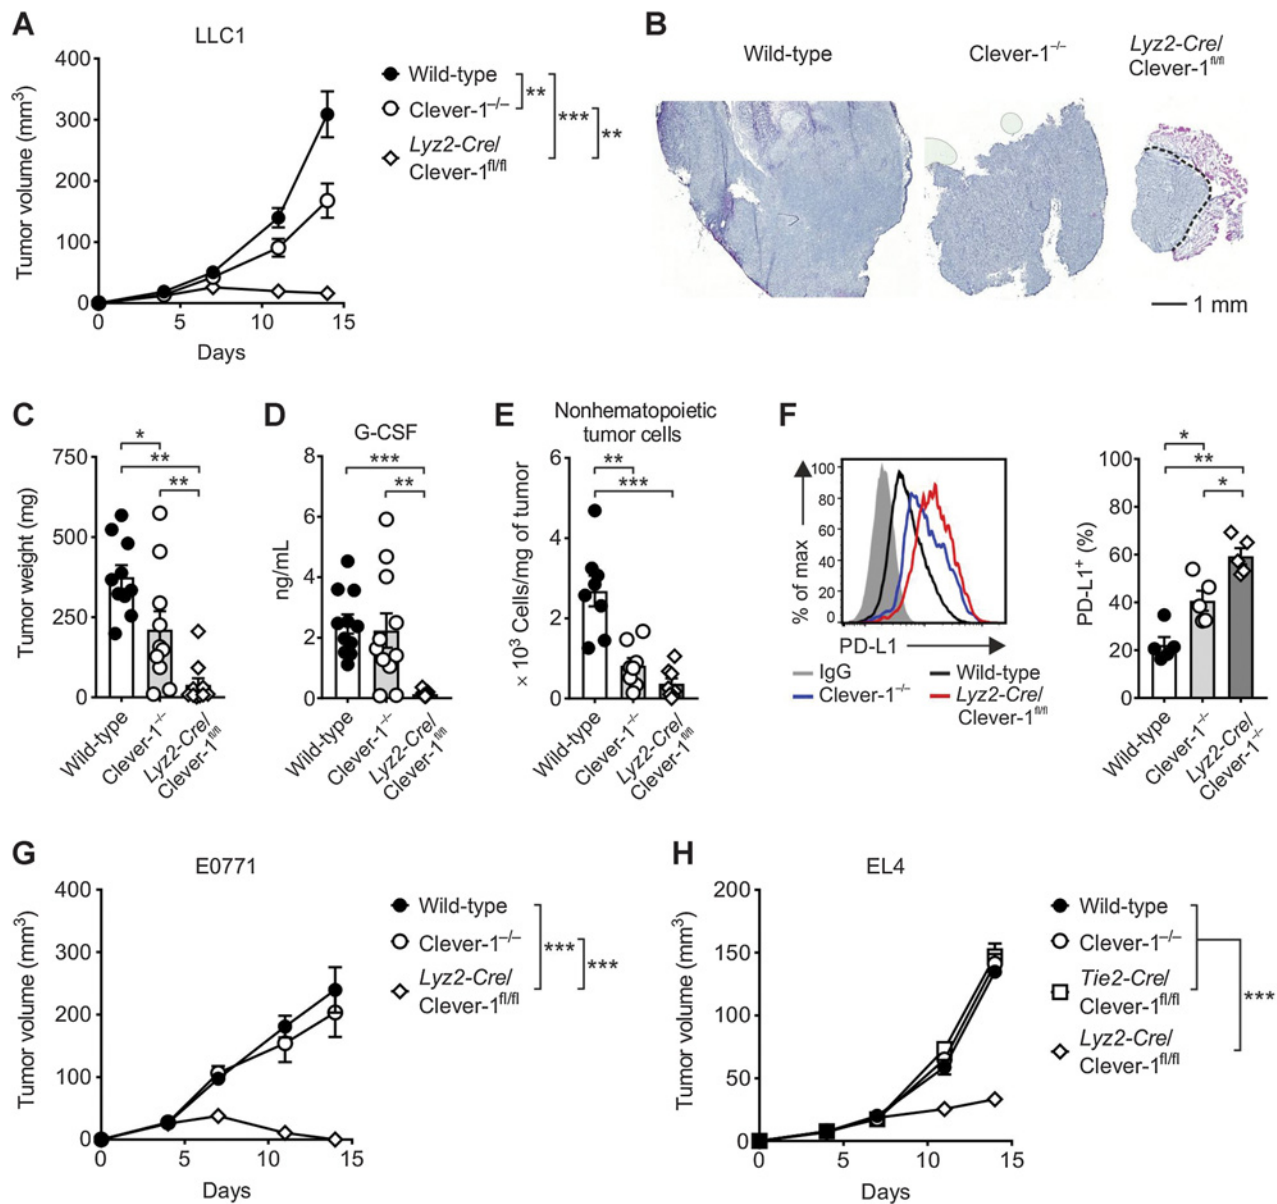 A
LLC1
Tumor volume (mm³)
400
300
200
100
0
0 5 10 15
Days
Wild-type
Clever-1⁻/⁻
Lyz2-Cre/
Clever-1fl/fl
**
***
**
B
Wild-type
Clever-1⁻/⁻
Lyz2-Cre/
Clever-1fl/fl
1 mm
C
Tumor weight (mg)
750
500
250
0
*
**
**
Wild-type
Clever-1⁻/⁻
Lyz2-Cre/
Clever-1fl/fl
D
G-CSF
ng/mL
8
6
4
2
0
***
**
Wild-type
Clever-1⁻/⁻
Lyz2-Cre/
Clever-1fl/fl
E
Nonhematopoietic
tumor cells
× 10³ Cells/mg of tumor
6
4
2
0
**
***
Wild-type
Clever-1⁻/⁻
Lyz2-Cre/
Clever-1fl/fl
F
% of max
100
80
60
40
20
0
PD-L1
IgG
Wild-type
Clever-1⁻/⁻
Lyz2-Cre/
Clever-1fl/fl
PD-L1⁺ (%)
100
80
60
40
20
0
*
**
*
Wild-type
Clever-1⁻/⁻
Lyz2-Cre/
Clever-1⁻/⁻
G
E0771
Tumor volume (mm³)
400
300
200
100
0
0 5 10 15
Days
Wild-type
Clever-1⁻/⁻
Lyz2-Cre/
Clever-1fl/fl
***
***
H
EL4
Tumor volume (mm³)
200
150
100
50
0
0 5 10 15
Days
Wild-type
Clever-1⁻/⁻
Tie2-Cre/
Clever-1fl/fl
Lyz2-Cre/
Clever-1fl/fl
***